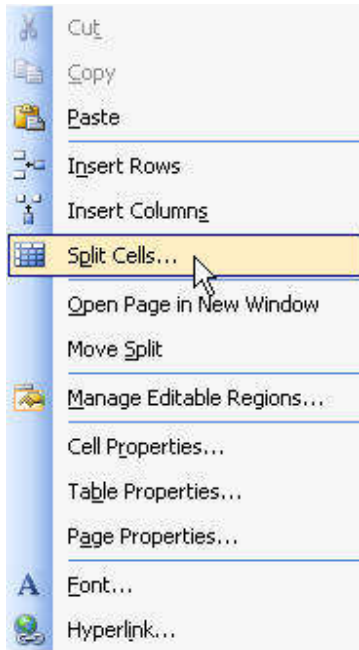 Cut
Copy
Paste
Insert Rows
Insert Columns
Split Cells...
Open Page in New Window
Move Split
Manage Editable Regions...
Cell Properties...
Table Properties...
Page Properties...
Font...
Hyperlink...